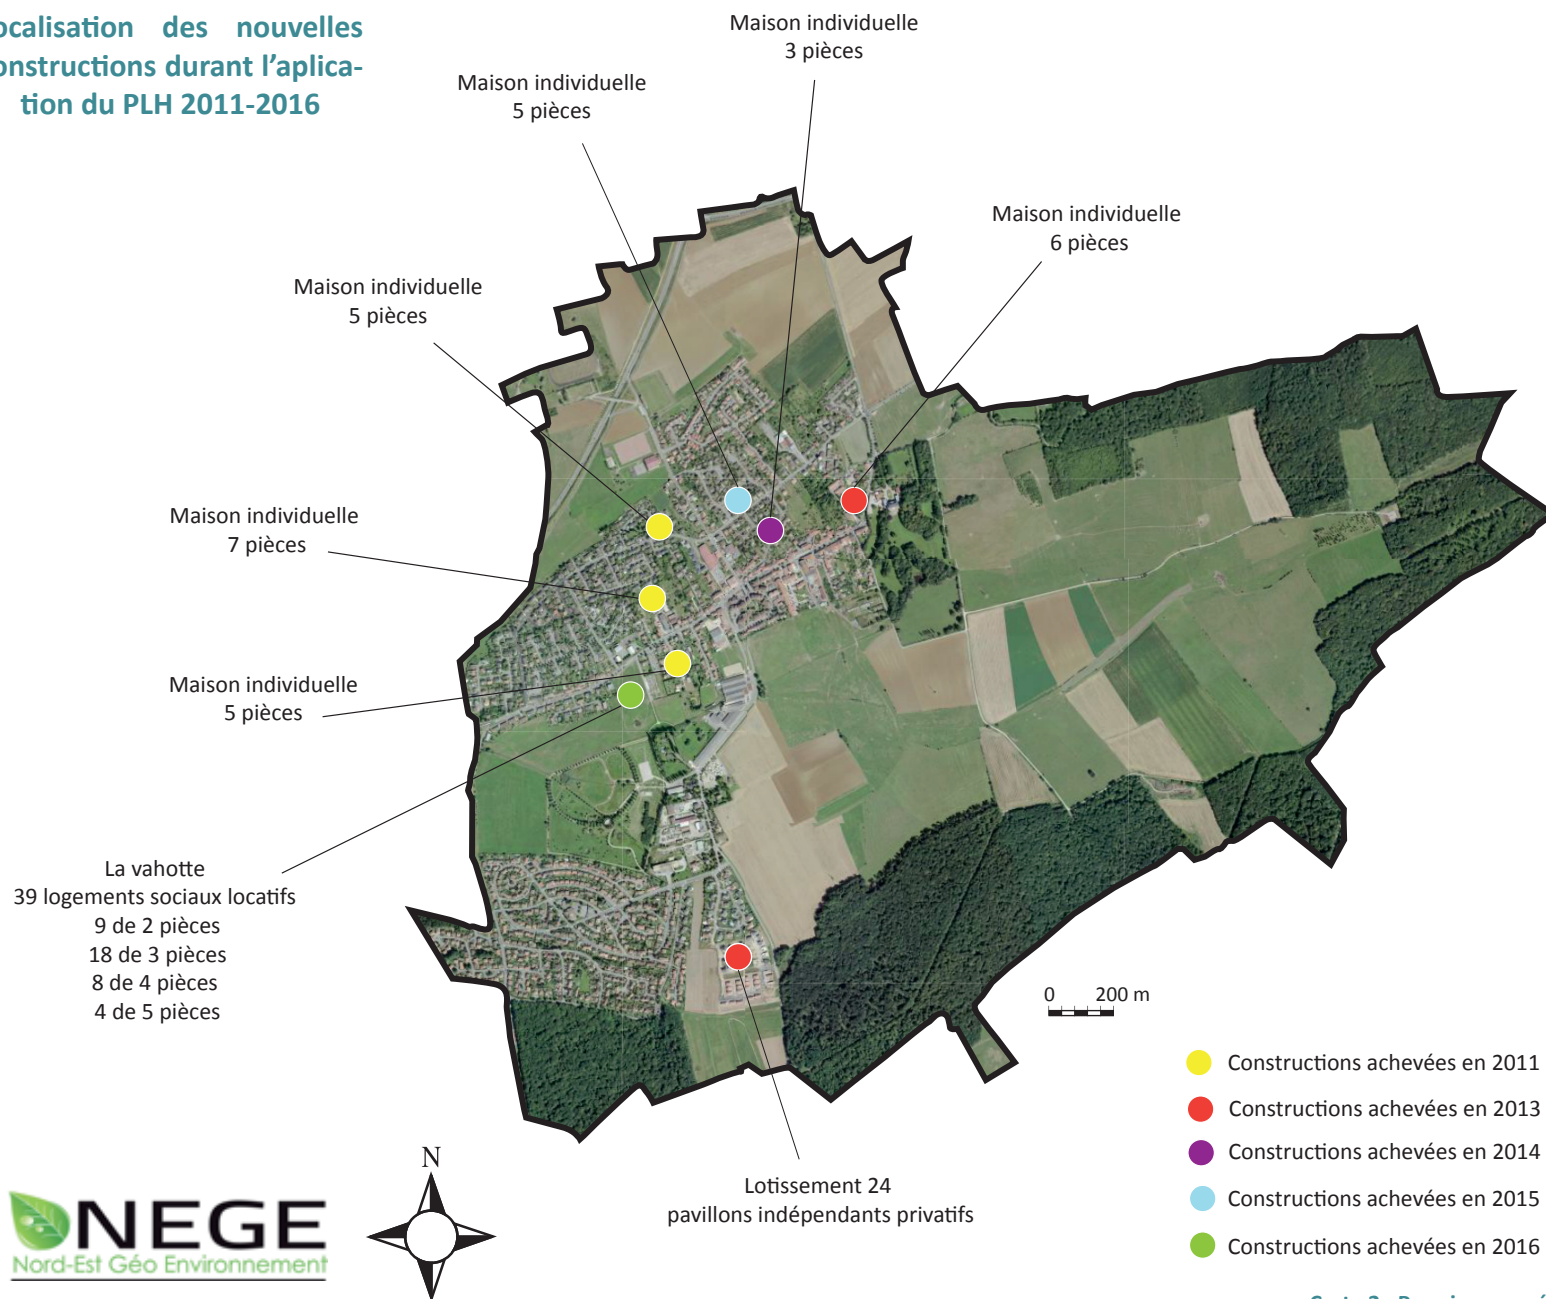 ocalisation des nouvelles
onstructions durant l'aplica-
tion du PLH 2011-2016
Maison individuelle
3 pièces
Maison individuelle
5 pièces
Maison individuelle
6 pièces
Maison individuelle
5 pièces
Maison individuelle
7 pièces
Maison individuelle
5 pièces
La vahotte
39 logements sociaux locatifs
9 de 2 pièces
18 de 3 pièces
8 de 4 pièces
4 de 5 pièces
0 200 m
Lotissement 24
pavillons indépendants privatifs
Constructions achevées en 2011
Constructions achevées en 2013
Constructions achevées en 2014
Constructions achevées en 2015
Constructions achevées en 2016
N
NEGE
Nord-Est Géo Environnement